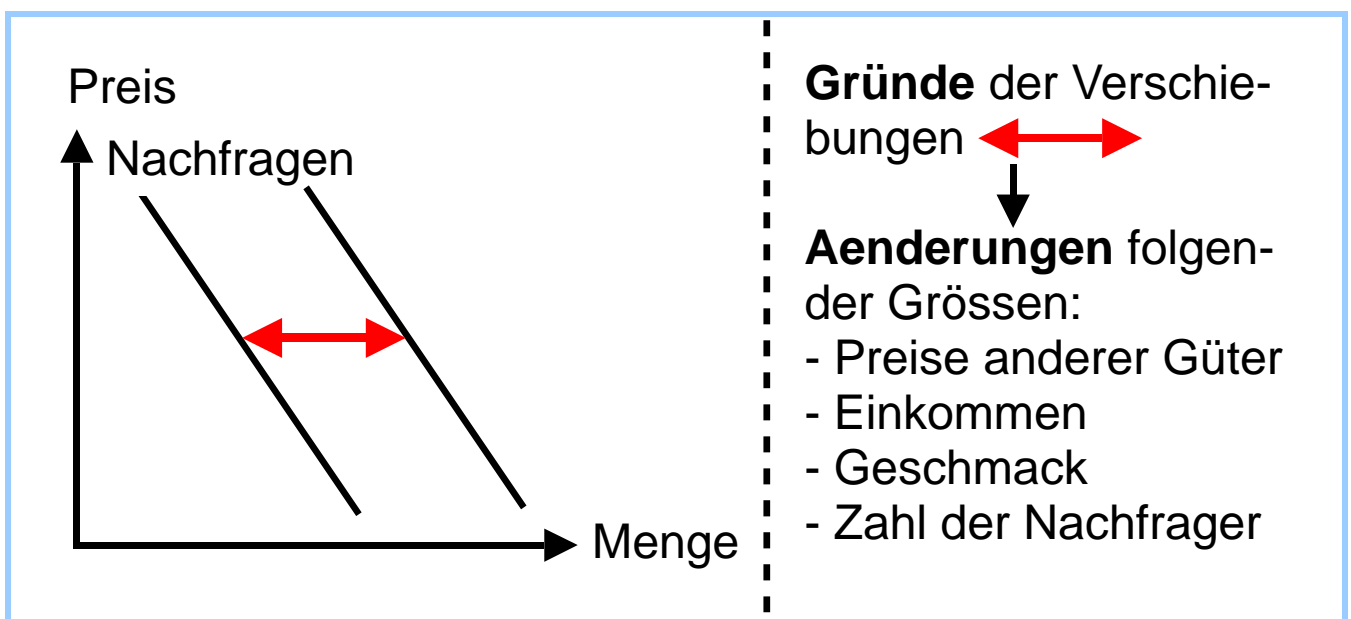 Preis
Nachfragen
Menge
Gründe der Verschie-
bungen
Aenderungen folgen-
der Grössen:
- Preise anderer Güter
- Einkommen
- Geschmack
- Zahl der Nachfrager